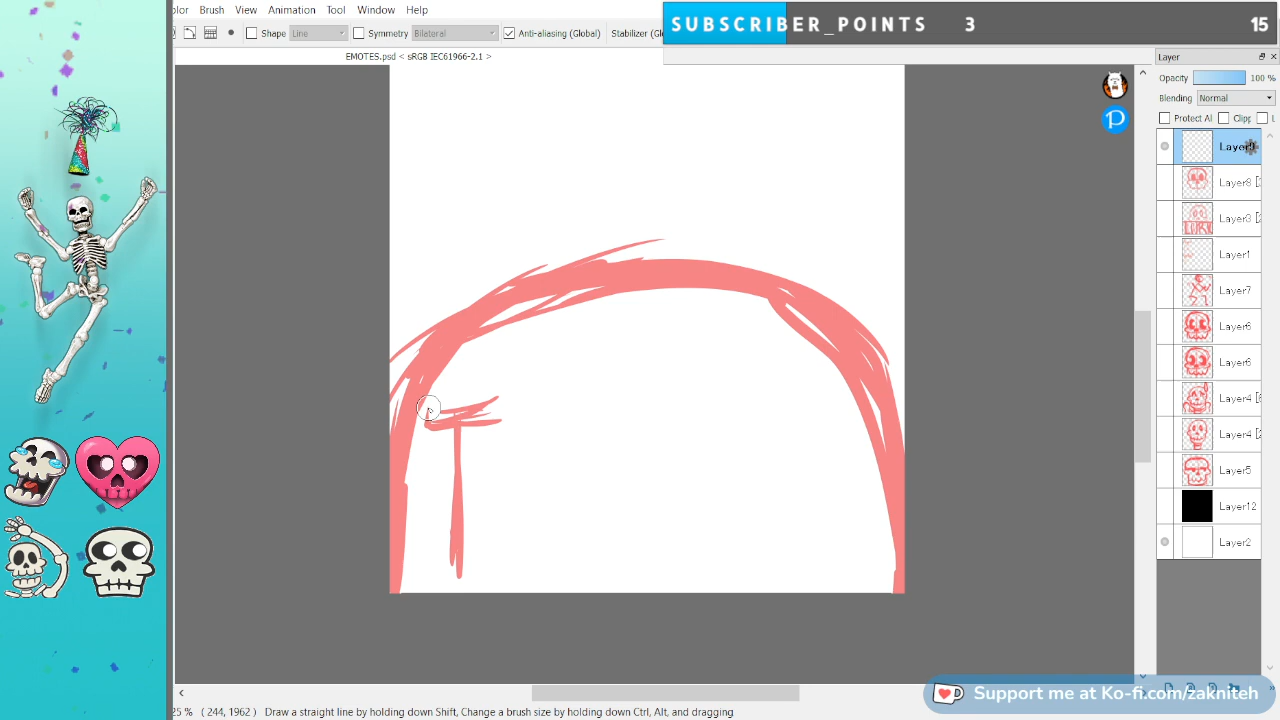 olor Brush View Animation Tool Window Help
SUBSCRIBER_POINTS 3 15
Shape Line Symmetry Bilateral Anti-aliasing (Global) Stabilizer (Glo
EMOTES.psd < sRGB IEC61966-2.1 >
Layer
Opacity 100 %
Blending Normal
Protect Al Clipp L
Layer8
Layer3
LURK
Layer1
Layer7
Layer6
Layer6
Layer4
Layer4
Layer5
Layer12
Layer2
Support me at Ko-fi.com/zakniteh
25 % ( 244, 1962 ) Draw a straight line by holding down Shift, Change a brush size by holding down Ctrl, Alt, and dragging